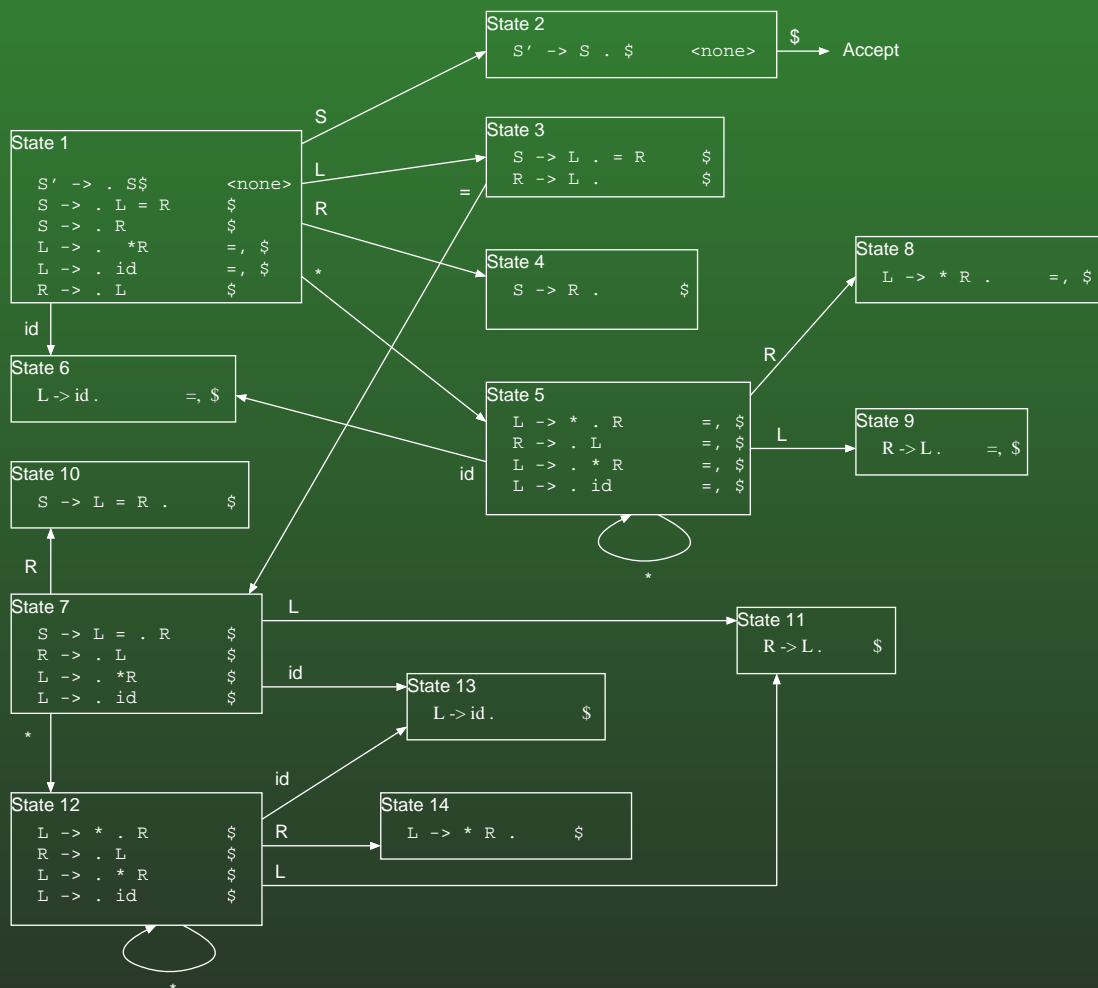 State 2
S' -> S . $ <none>
$
Accept
S
State 1
S' -> . S$ <none>
S -> . L = R $
S -> . R $
L -> . *R =, $
L -> . id =, $
R -> . L $
L
=
R
*
id
State 3
S -> L . = R $
R -> L . $
State 4
S -> R . $
State 8
L -> * R . =, $
R
State 6
L -> id . =, $
State 5
L -> * . R =, $
R -> . L =, $
L -> . * R =, $
L -> . id =, $
L
id
*
State 9
R -> L . =, $
State 10
S -> L = R . $
R
State 7
S -> L = . R $
R -> . L $
L -> . *R $
L -> . id $
L
State 11
R -> L . $
id
State 13
L -> id . $
*
id
State 12
L -> * . R $
R -> . L $
L -> . * R $
L -> . id $
R
L
State 14
L -> * R . $
*